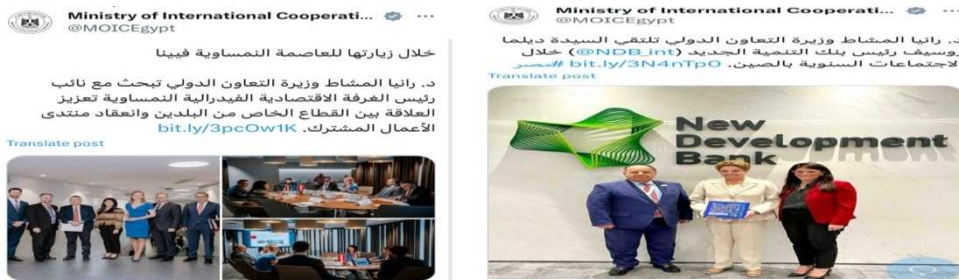 Ministry of International Cooperati...
@MOICEgypt
خلال زيارتها للعاصمة النمساوية فيينا
د. رانيا المشاط وزيرة التعاون الدولي تبحث مع نائب
رئيس الغرفة الاقتصادية الفيدرالية النمساوية تعزيز
العلاقة بين القطاع الخاص من البلدين وانعقاد منتدى
الأعمال المشترك. bit.ly/3pcOw1K
Translate post
Ministry of International Cooperati...
@MOICEgypt
د. رانيا المشاط وزيرة التعاون الدولي تلتقي السيدة ديلما
روسيف رئيس بنك التنمية الجديد (@NDB_int) خلال
الاجتماعات السنوية بالصين. bit.ly/3N4nTp0 #مصر
Translate post
New
Development
Bank